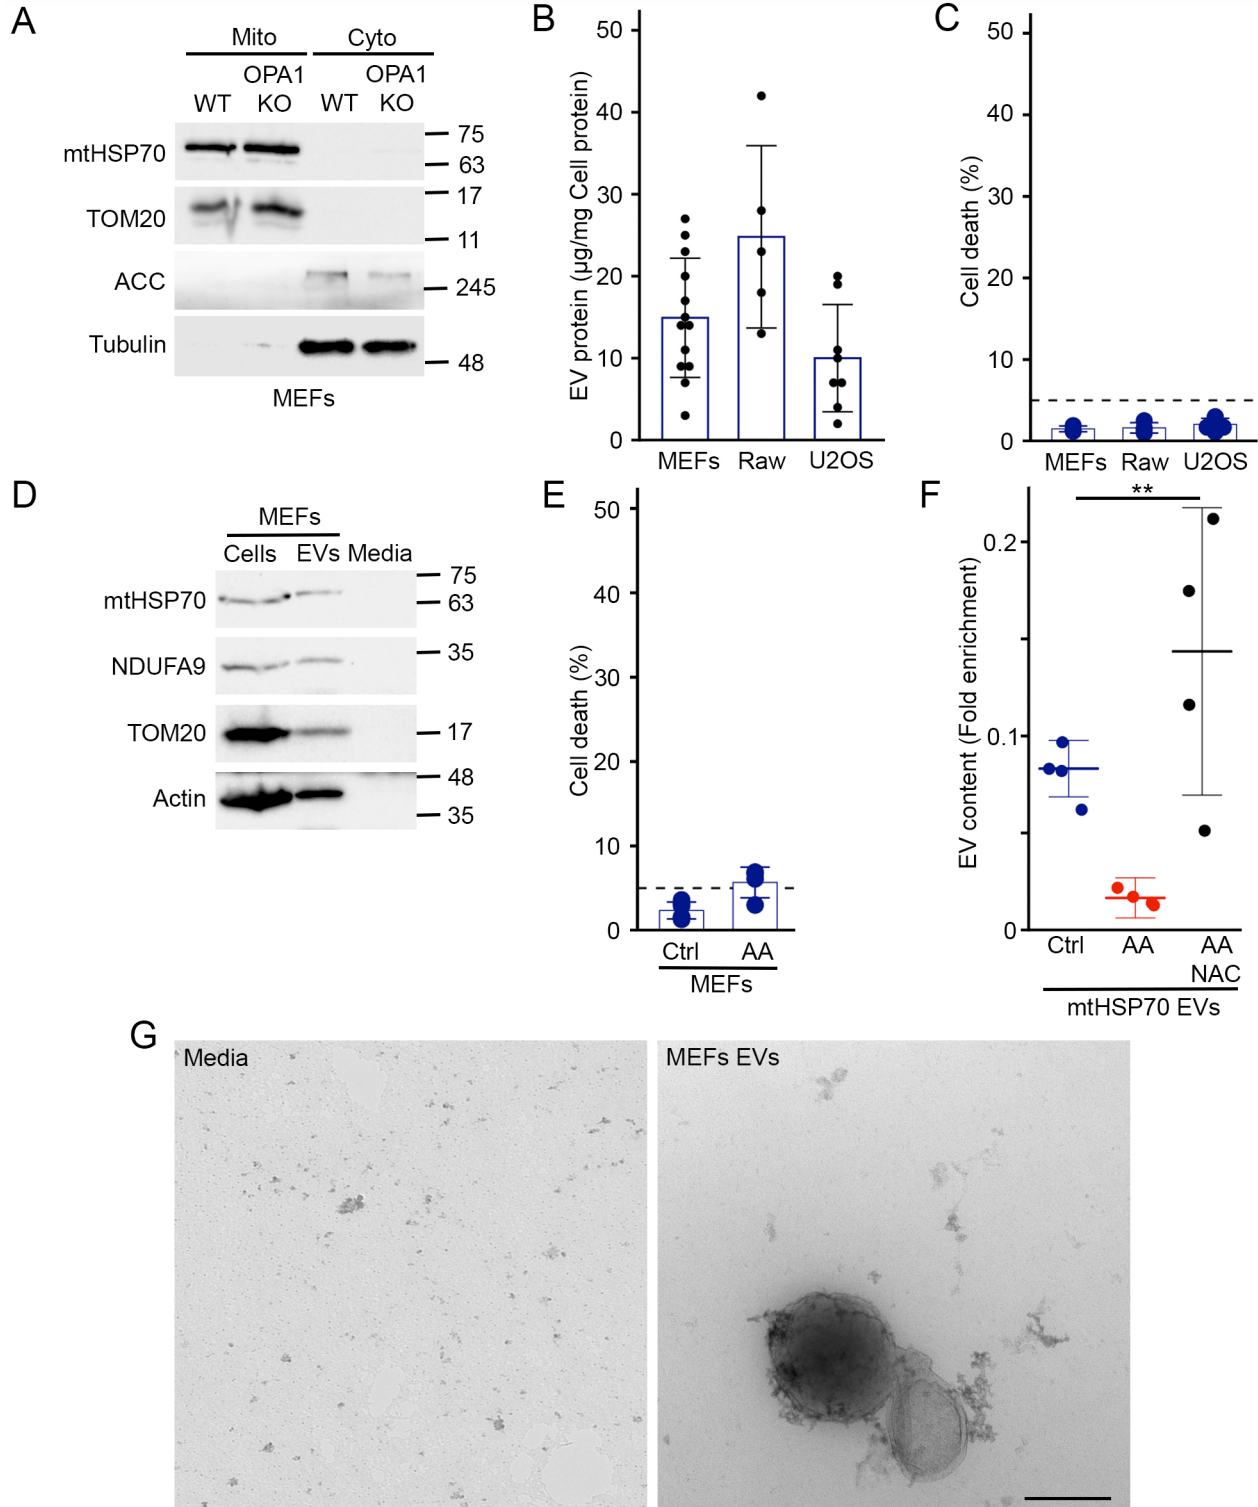 A
Mito Cyto
OPA1 OPA1
WT KO WT KO
mtHSP70
75
63
TOM20
17
11
ACC
245
Tubulin
48
MEFs
B
EV protein (µg/mg Cell protein)
50
40
30
20
10
0
MEFs Raw U2OS
C
Cell death (%)
50
40
30
20
10
0
MEFs Raw U2OS
D
MEFs
Cells EVs Media
mtHSP70
75
63
NDUFA9
35
TOM20
17
Actin
48
35
E
Cell death (%)
50
40
30
20
10
0
Ctrl AA
MEFs
F
**
EV content (Fold enrichment)
0.2
0.1
0
Ctrl AA AA
NAC
mtHSP70 EVs
G
Media
MEFs EVs